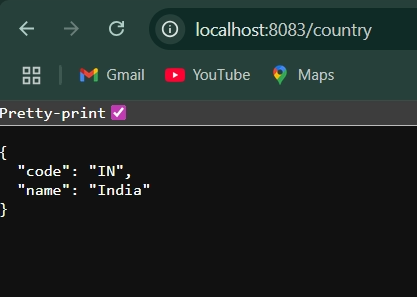 localhost:8083/country
Gmail YouTube Maps
Pretty-print
{
  "code": "IN",
  "name": "India"
}